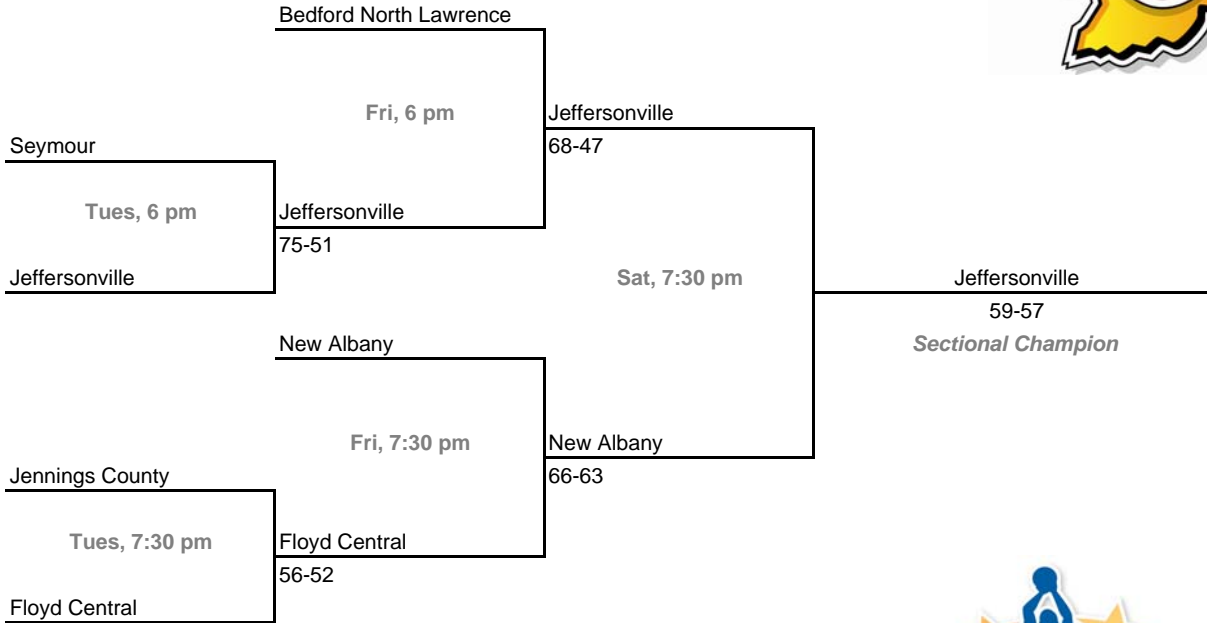 Bedford North Lawrence
Fri, 6 pm
Jeffersonville
Seymour
68-47
Tues, 6 pm
Jeffersonville
75-51
Jeffersonville
Sat, 7:30 pm
Jeffersonville
59-57
New Albany
Sectional Champion
Fri, 7:30 pm
New Albany
Jennings County
66-63
Tues, 7:30 pm
Floyd Central
56-52
Floyd Central